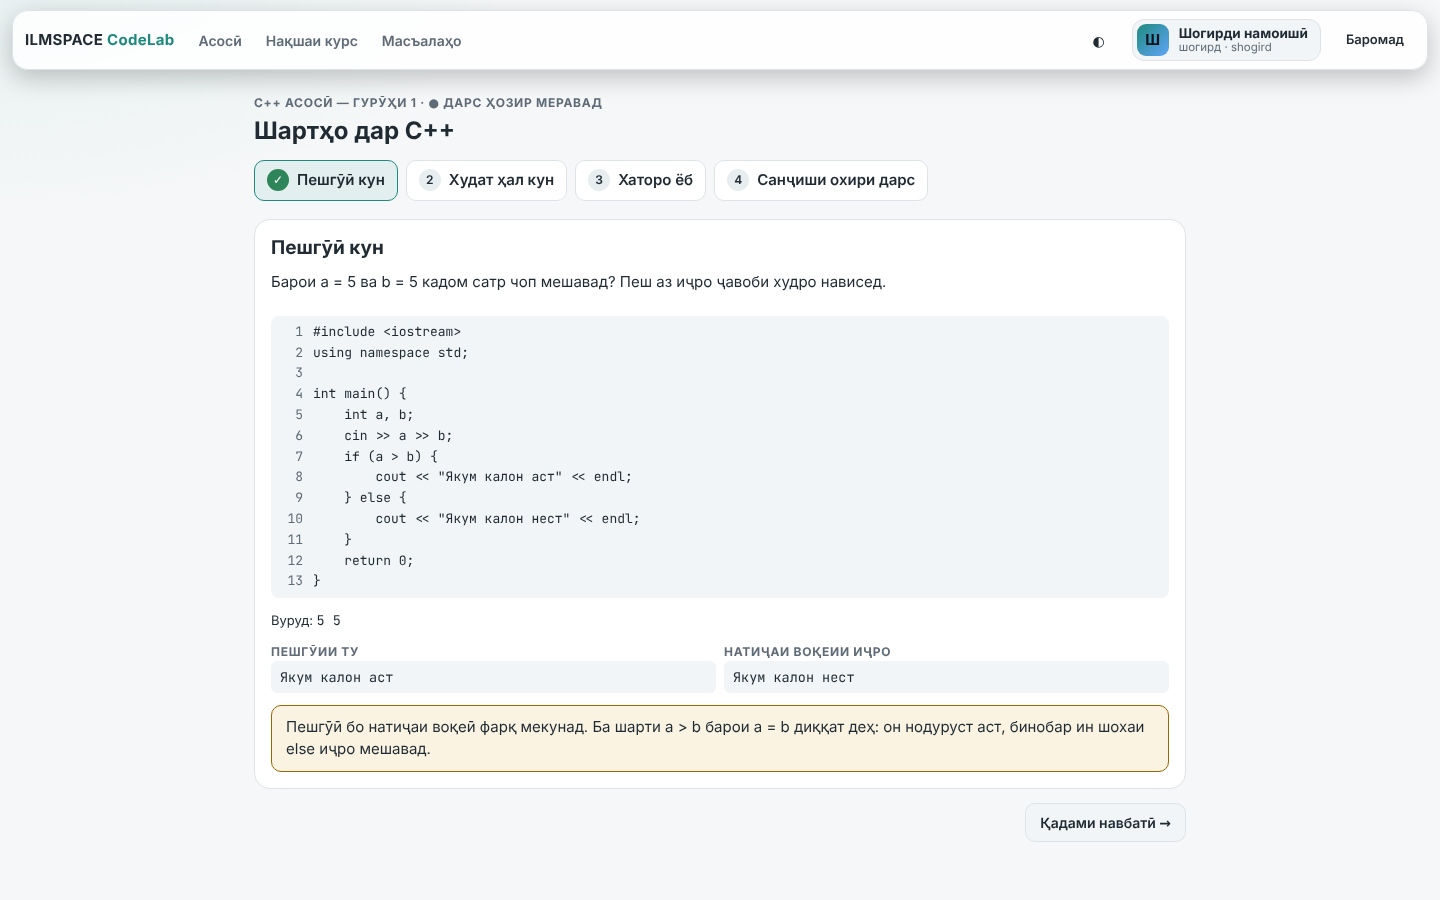 ILMSPACE CodeLab
Асосӣ
Нақшаи курс
Масъалаҳо
◐
Ш
Шогирди намоишӣ
шогирд · shogird
Баромад
C++ АСОСӢ — ГУРӮҲИ 1 · ● ДАРС ҲОЗИР МЕРАВАД
Шартҳо дар C++
✓ Пешгӯӣ кун
2 Худат ҳал кун
3 Хаторо ёб
4 Санҷиши охири дарс
Пешгӯӣ кун
Барои a = 5 ва b = 5 кадом сатр чоп мешавад? Пеш аз иҷро ҷавоби худро нависед.
1 #include <iostream>
2 using namespace std;
3
4 int main() {
5     int a, b;
6     cin >> a >> b;
7     if (a > b) {
8         cout << "Якум калон аст" << endl;
9     } else {
10         cout << "Якум калон нест" << endl;
11     }
12     return 0;
13 }
Вуруд: 5 5
ПЕШГӮИИ ТУ
Якум калон аст
НАТИҶАИ ВОҚЕИИ ИҶРО
Якум калон нест
Пешгӯӣ бо натиҷаи воқеӣ фарқ мекунад. Ба шарти a > b барои a = b диққат деҳ: он нодуруст аст, бинобар ин шохаи
else иҷро мешавад.
Қадами навбатӣ →